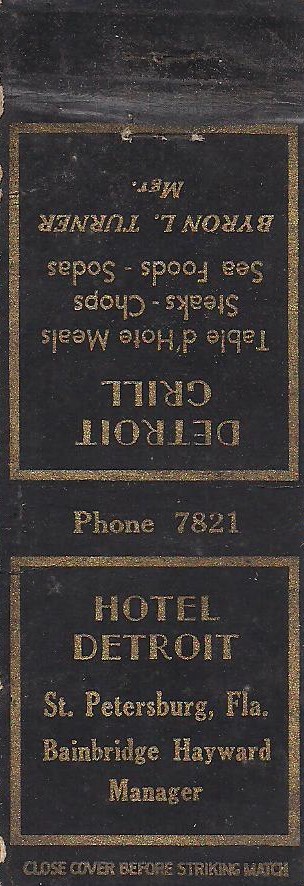 DETROIT
GRILL
Table d'Hote Meals
Steaks - Chops
Sea Foods - Sodas
BYRON L. TURNER
Mgr.
Phone 7821
HOTEL
DETROIT
St. Petersburg, Fla.
Bainbridge Hayward
Manager
CLOSE COVER BEFORE STRIKING MATCH